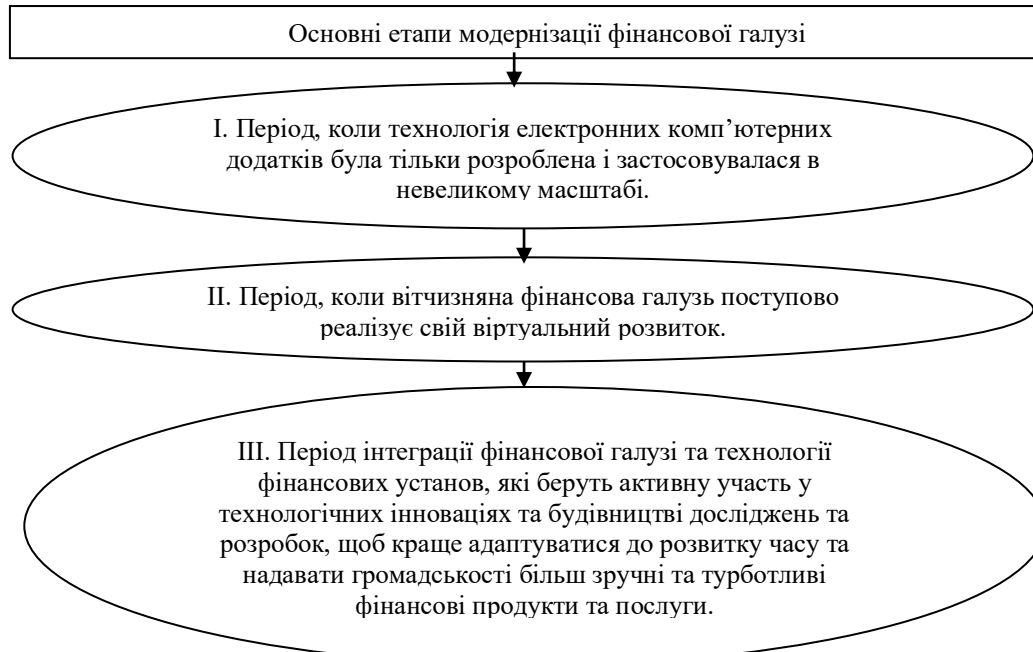 Основні етапи модернізації фінансової галузі
І. Період, коли технологія електронних комп’ютерних
додатків була тільки розроблена і застосовувалася в
невеликому масштабі.
ІІ. Період, коли вітчизняна фінансова галузь поступово
реалізує свій віртуальний розвиток.
ІІІ. Період інтеграції фінансової галузі та технології
фінансових установ, які беруть активну участь у
технологічних інноваціях та будівництві досліджень та
розробок, щоб краще адаптуватися до розвитку часу та
надавати громадськості більш зручні та турботливі
фінансові продукти та послуги.